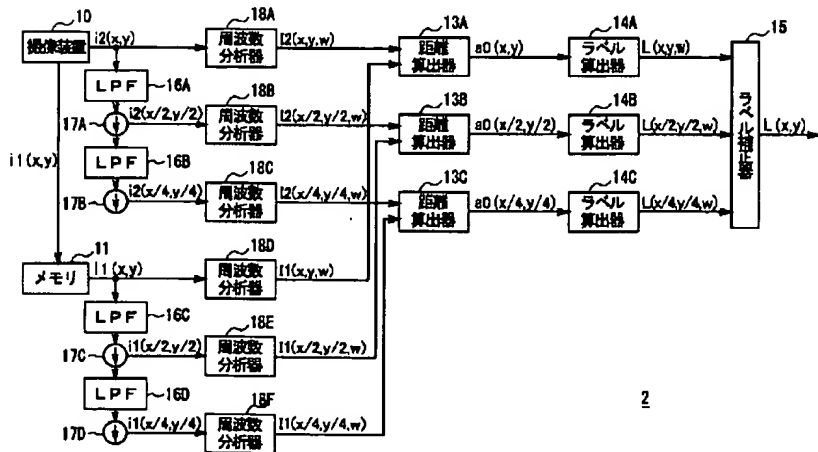 10
撮像装置
i2(x,y)
18A
周波数
分析器
I2(x,y,w)
13A
距離
算出器
a0(x,y)
14A
ラベル
算出器
L(x,y,w)
15
L(x,y)
LPF
16A
17A
i2(x/2,y/2)
18B
周波数
分析器
I2(x/2,y/2,w)
13B
距離
算出器
a0(x/2,y/2)
14B
ラベル
算出器
L(x/2,y/2,w)
LPF
16B
17B
i2(x/4,y/4)
18C
周波数
分析器
I2(x/4,y/4,w)
13C
距離
算出器
a0(x/4,y/4)
14C
ラベル
算出器
L(x/4,y/4,w)
i1(x,y)
11
メモリ
I1(x,y)
18D
周波数
分析器
I1(x,y,w)
LPF
16C
17C
i1(x/2,y/2)
18E
周波数
分析器
I1(x/2,y/2,w)
LPF
16D
17D
i1(x/4,y/4)
18F
周波数
分析器
I1(x/4,y/4,w)
2